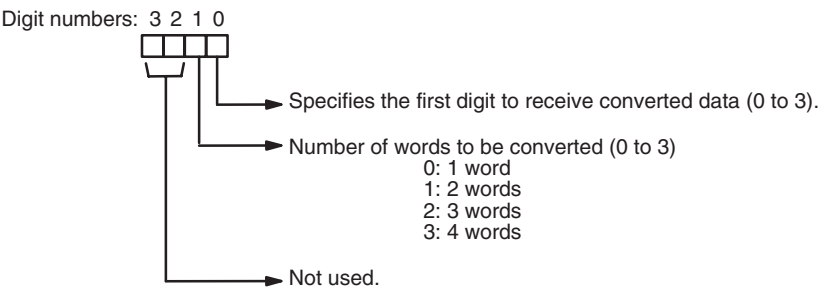 Digit numbers: 3 2 1 0
Specifies the first digit to receive converted data (0 to 3).
Number of words to be converted (0 to 3)
0: 1 word
1: 2 words
2: 3 words
3: 4 words
Not used.